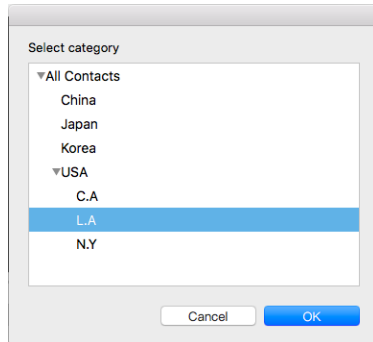 Select category
All Contacts
China
Japan
Korea
USA
C.A
L.A
N.Y
Cancel OK